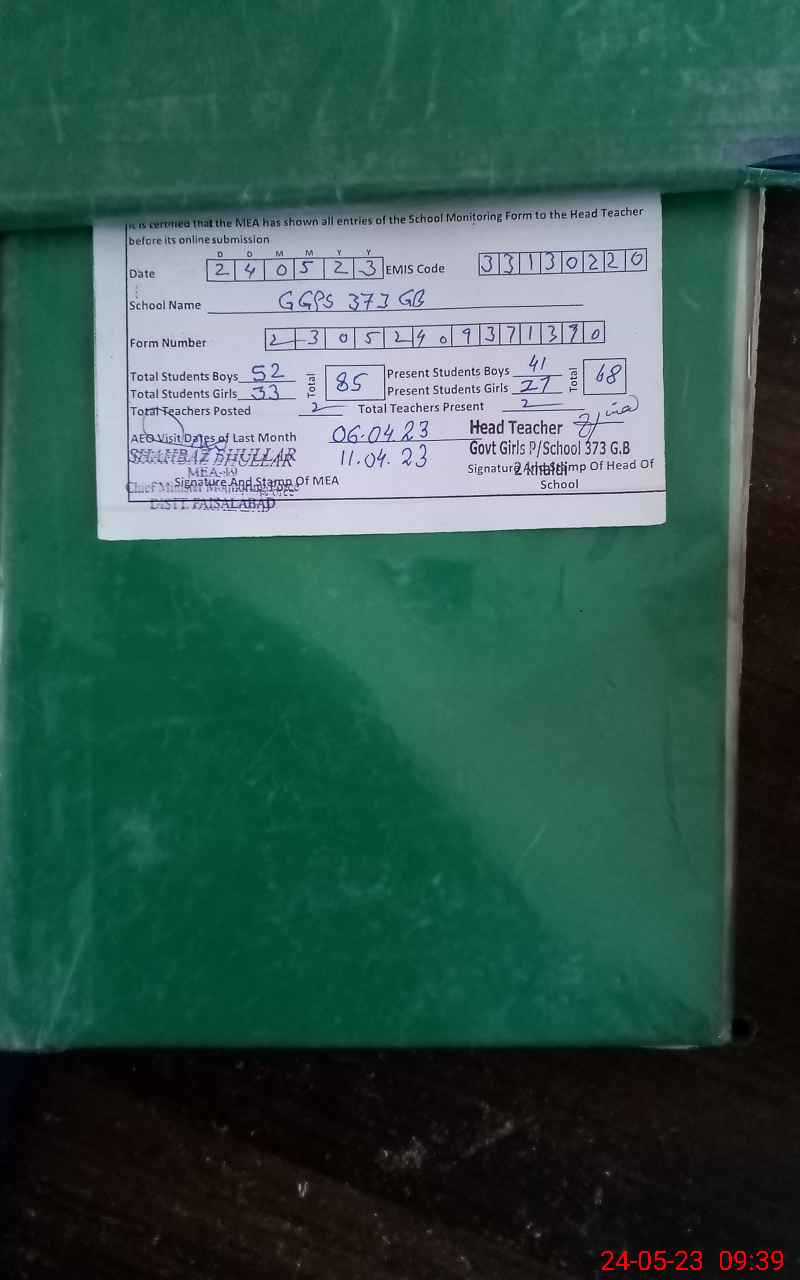 It is certified that the MEA has shown all entries of the School Monitoring Form to the Head Teacher
before its online submission
D D M M Y Y
Date 2 4 0 5 2 3 EMIS Code 3 3 1 3 0 2 2 0
School Name GGPS 373 GB
Form Number 2 3 0 5 2 4 0 9 3 7 1 3 9 0
Total Students Boys 52 Total 85 Present Students Boys 41 Total 68
Total Students Girls 33 Present Students Girls 27
Total Teachers Posted 2 Total Teachers Present 2
AEO Visit Dates of Last Month 06.04.23 Head Teacher
SHAHBAZ BHULLAR 11.04.23 Govt Girls P/School 373 G.B
MEA-49 Signature And Stamp Of Head Of
Chief Minister Monitoring Force
Signature And Stamp Of MEA School
DISTT. FAISALABAD
24-05-23 09:39